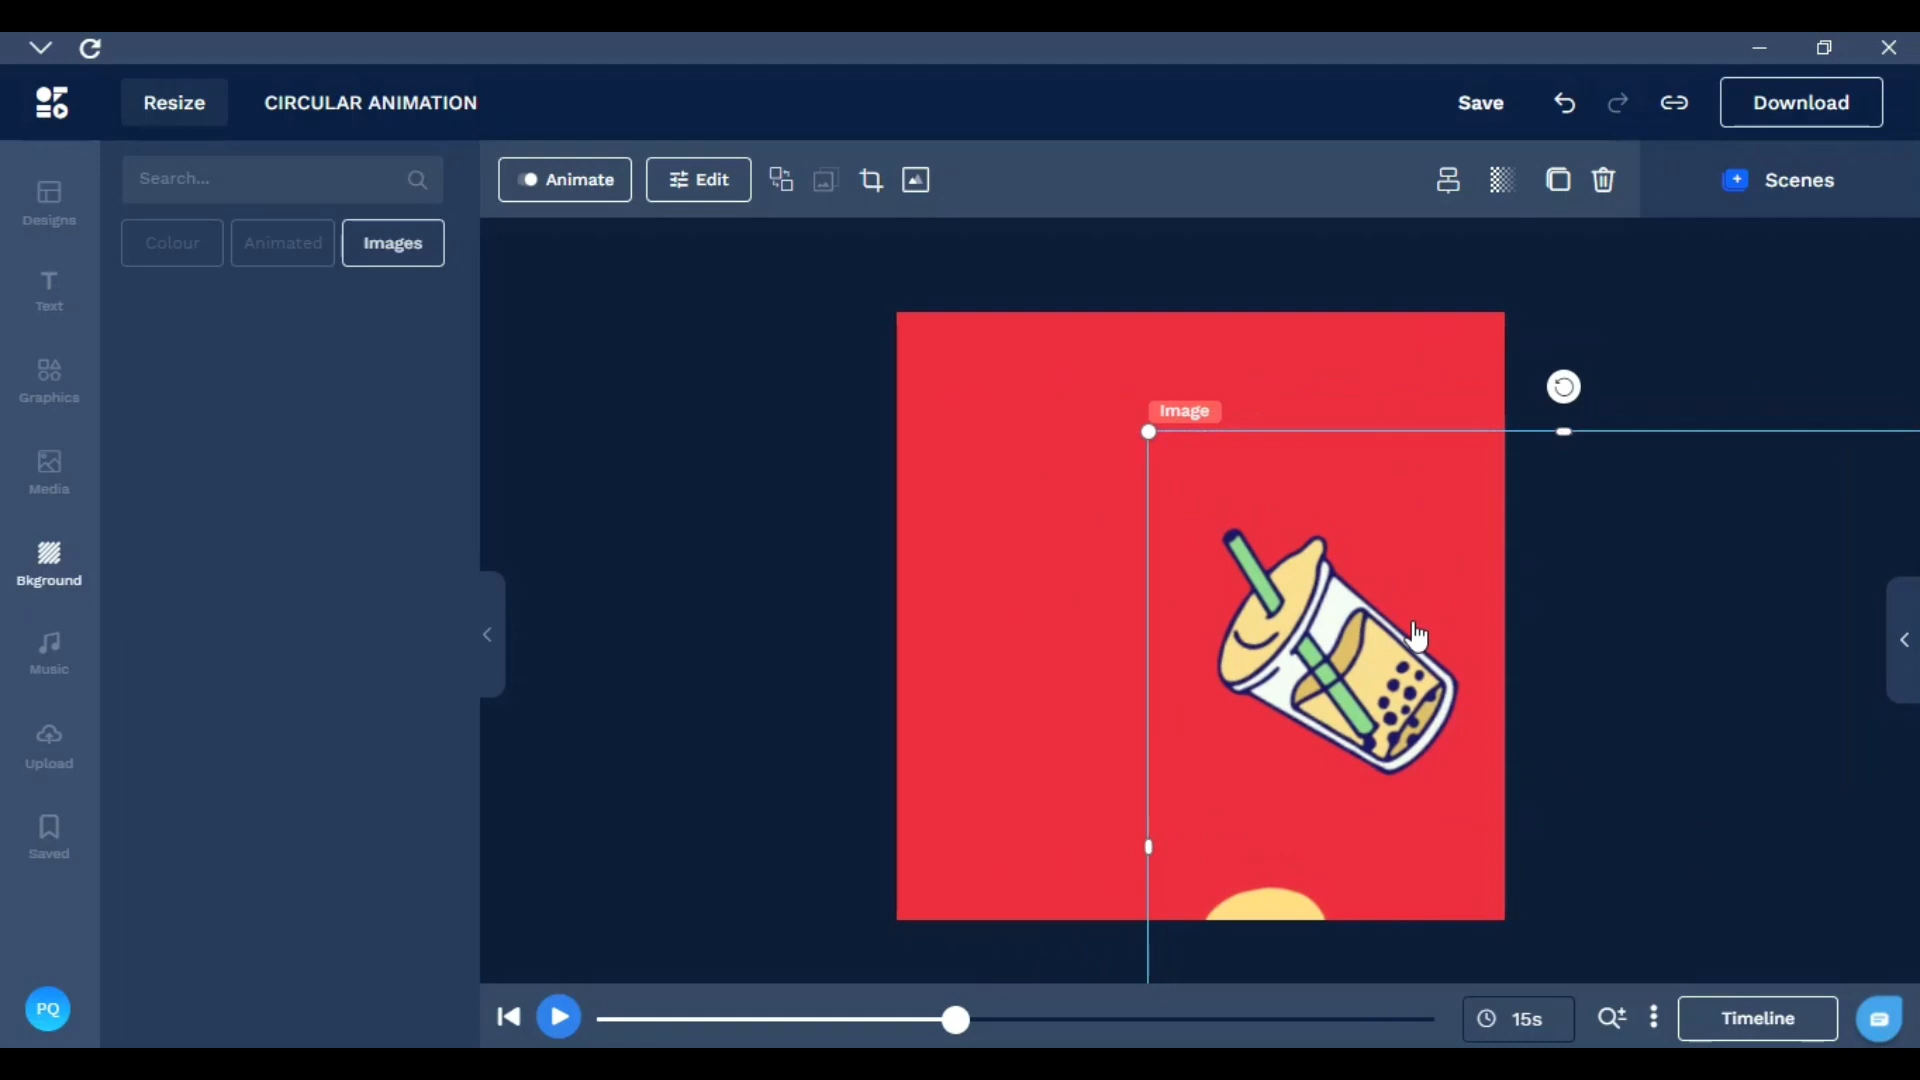 Resize
CIRCULAR ANIMATION
Save
Download
Search...
Animate
Edit
Scenes
Colour
Animated
Images
Designs
Text
Graphics
Media
Bkground
Music
Upload
Saved
Image
PQ
15s
Timeline